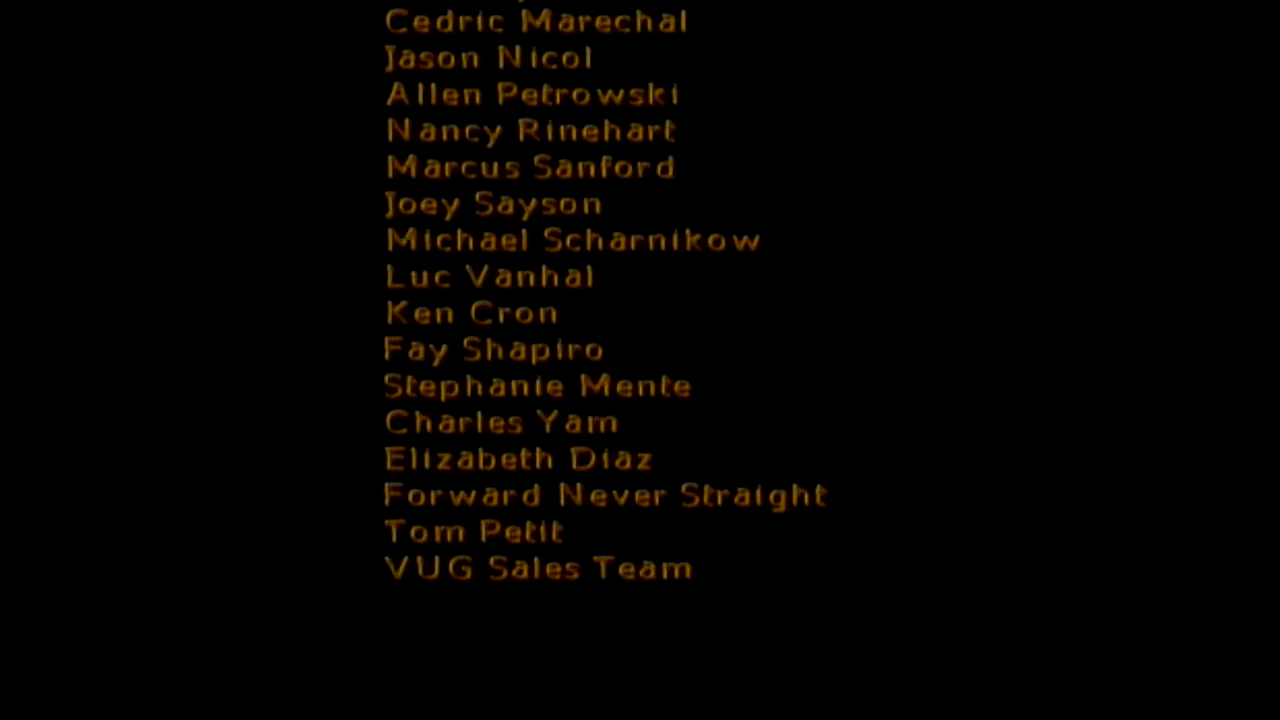 Cedric Marechal
Jason Nicol
Allen Petrowski
Nancy Rinehart
Marcus Sanford
Joey Sayson
Michael Scharnikow
Luc Vanhal
Ken Cron
Fay Shapiro
Stephanie Mente
Charles Yam
Elizabeth Diaz
Forward Never Straight
Tom Petit
VUG Sales Team